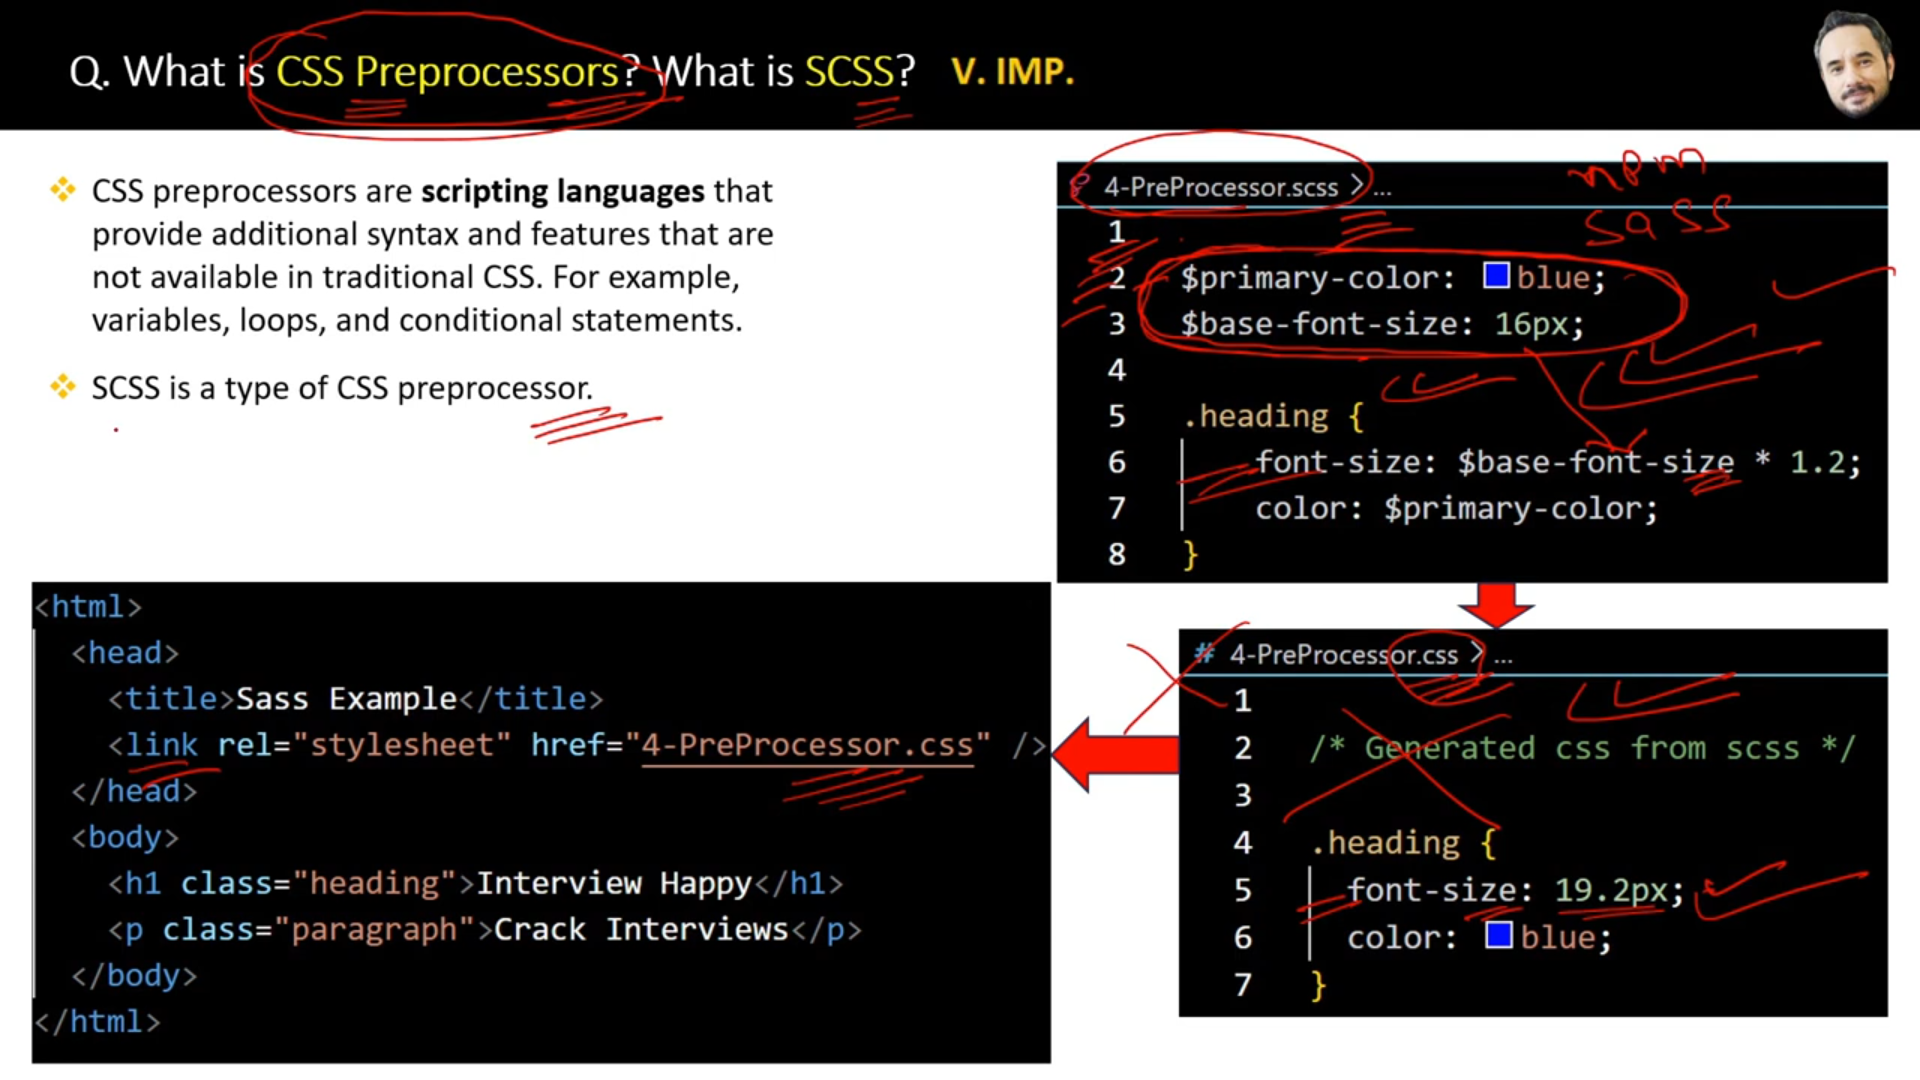 Q. What is CSS Preprocessors? What is SCSS? V. IMP.
❖ CSS preprocessors are scripting languages that
provide additional syntax and features that are
not available in traditional CSS. For example,
variables, loops, and conditional statements.
❖ SCSS is a type of CSS preprocessor.
4-PreProcessor.scss > ...
npm
sass
1
2 $primary-color: blue;
3 $base-font-size: 16px;
4
5 .heading {
6 font-size: $base-font-size * 1.2;
7 color: $primary-color;
8 }
<html>
<head>
<title>Sass Example</title>
<link rel="stylesheet" href="4-PreProcessor.css" />
</head>
<body>
<h1 class="heading">Interview Happy</h1>
<p class="paragraph">Crack Interviews</p>
</body>
</html>
# 4-PreProcessor.css > ...
1
2 /* Generated css from scss */
3
4 .heading {
5 font-size: 19.2px;
6 color: blue;
7 }